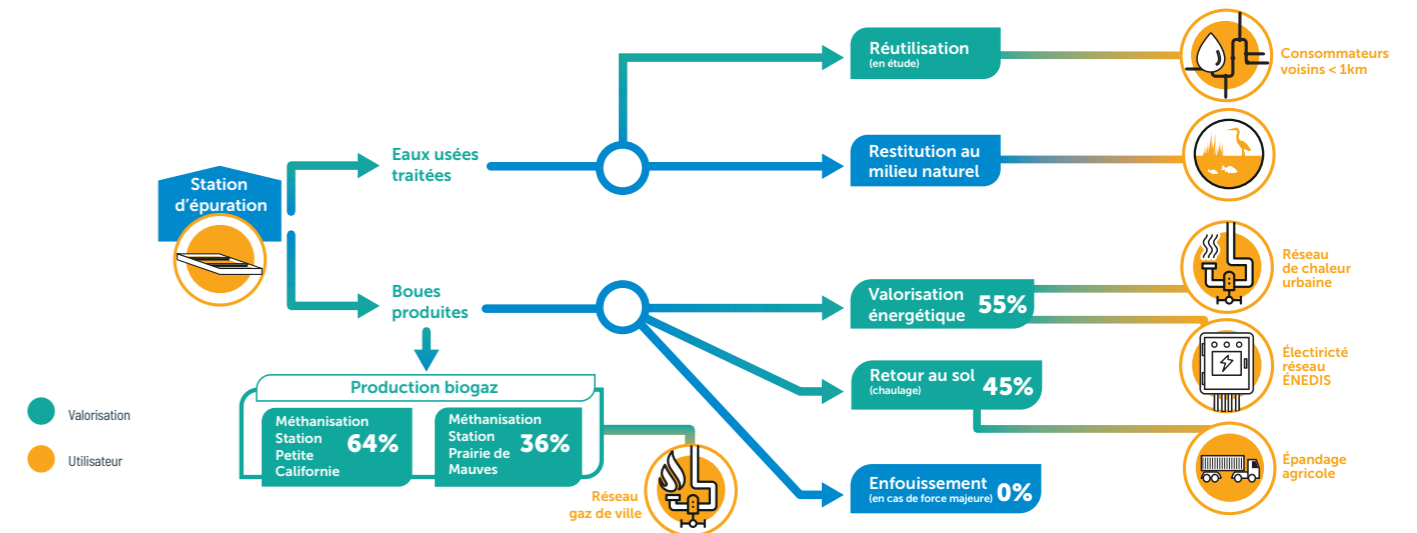 Station
d'épuration
Eaux usées
traitées
Réutilisation
(en étude)
Consommateurs
voisins < 1km
Restitution au
milieu naturel
Boues
produites
Valorisation
énergétique 55%
Réseau
de chaleur
urbaine
Électiricté
réseau
ÉNEDIS
Retour au sol
(chaulage) 45%
Épandage
agricole
Enfouissement
(en cas de force majeure) 0%
Production biogaz
Méthanisation
Station
Petite
Californie
64%
Méthanisation
Station
Prairie de
Mauves
36%
Réseau
gaz de ville
Valorisation
Utilisateur